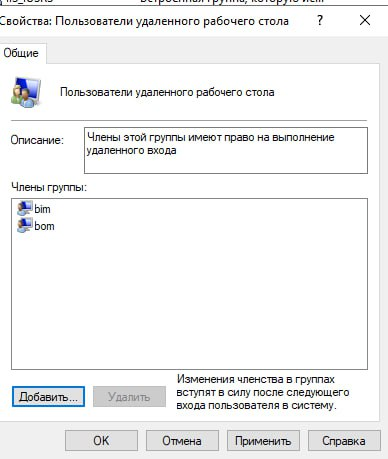 Свойства: Пользователи удаленного рабочего стола
?
Общие
Пользователи удаленного рабочего стола
Описание:
Члены этой группы имеют право на выполнение
удаленного входа
Члены группы:
bim
bom
Добавить...
Удалить
Изменения членства в группах
вступят в силу после следующего
входа пользователя в систему.
OK
Отмена
Применить
Справка